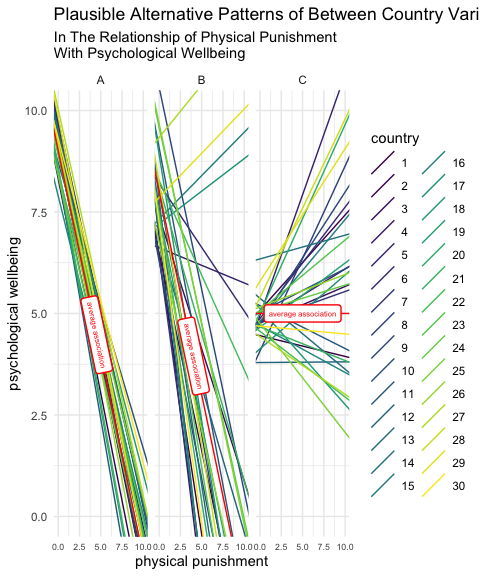 Plausible Alternative Patterns of Between Country Vari
In The Relationship of Physical Punishment
With Psychological Wellbeing
A
B
C
10.0
7.5
5.0
2.5
0.0
psychological wellbeing
average association
average association
average association
0.0 2.5 5.0 7.5 10.0
0.0 2.5 5.0 7.5 10.0
0.0 2.5 5.0 7.5 10.0
physical punishment
country
1
2
3
4
5
6
7
8
9
10
11
12
13
14
15
16
17
18
19
20
21
22
23
24
25
26
27
28
29
30